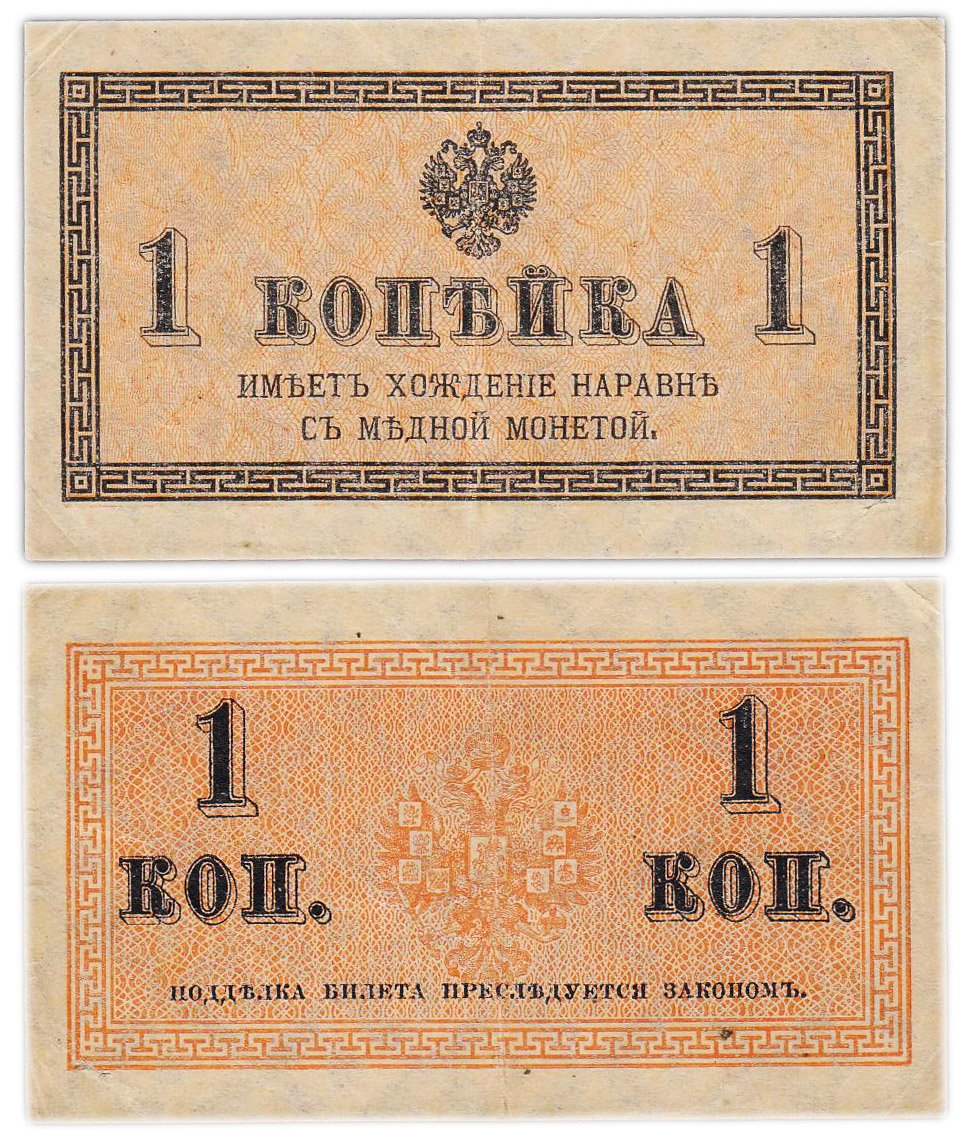 1 КОПѢЙКА 1
ИМѢЕТЪ ХОЖДЕНІЕ НАРАВНѢ
СЪ МѢДНОЙ МОНЕТОЙ.
1 1
КОП. КОП.
ПОДДѢЛКА БИЛЕТА ПРЕСЛѢДУЕТСЯ ЗАКОНОМЪ.